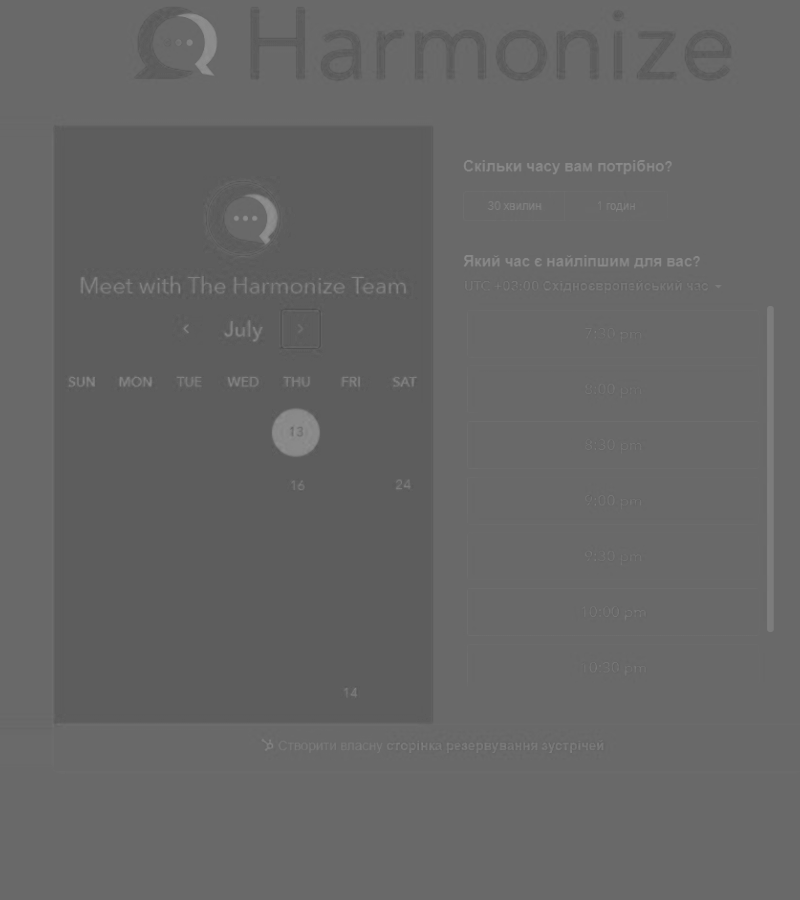 Harmonize
Meet with The Harmonize Team
July
SUN MON TUE WED THU FRI SAT
13
16 24
14
Скільки часу вам потрібно?
30 хвилин 1 годин
Який час є найліпшим для вас?
UTC +03:00 Східноєвропейський час
7:30 pm
8:00 pm
8:30 pm
9:00 pm
9:30 pm
10:00 pm
10:30 pm
Створити власну сторінка резервування зустрічей